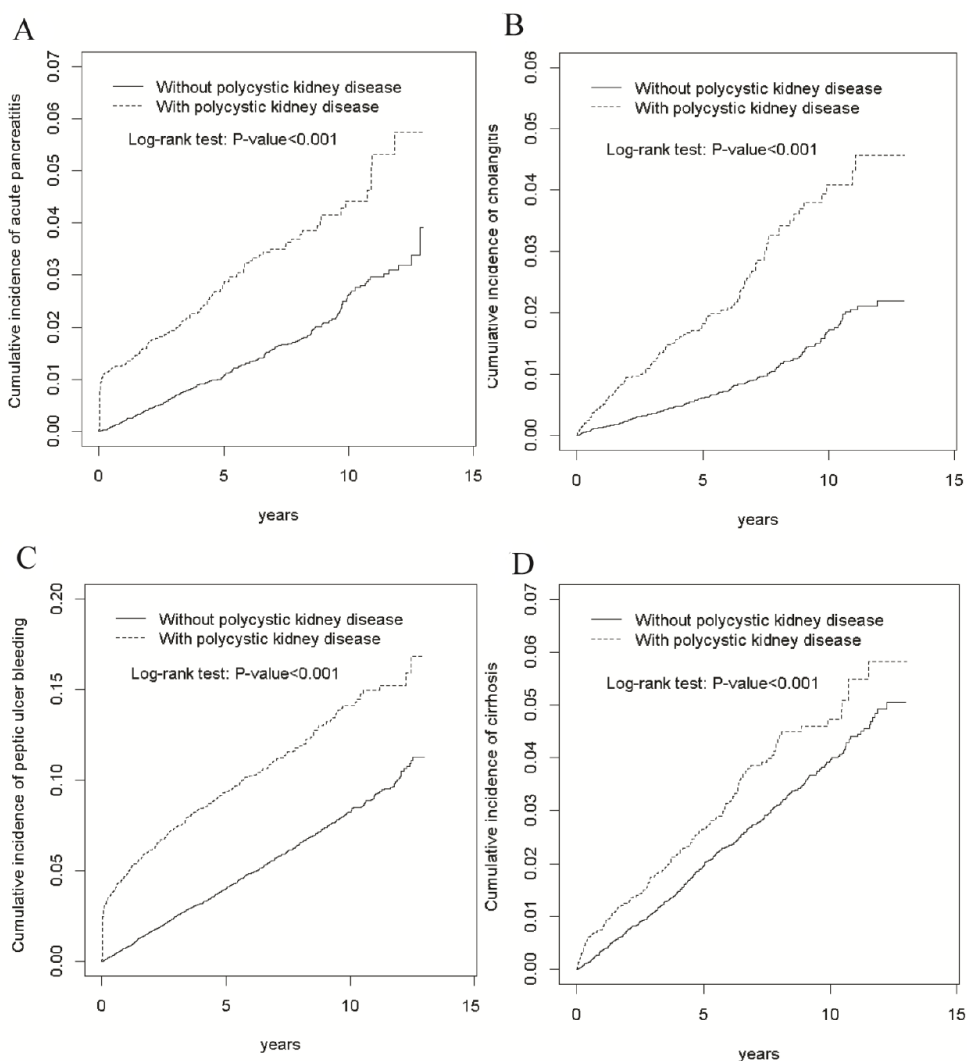 A
Cumulative incidence of acute pancreatitis
0.07
0.06
0.05
0.04
0.03
0.02
0.01
0.00
Without polycystic kidney disease
With polycystic kidney disease
Log-rank test: P-value<0.001
0 5 10 15
years
B
Cumulative incidence of cholangitis
0.06
0.05
0.04
0.03
0.02
0.01
0.00
Without polycystic kidney disease
With polycystic kidney disease
Log-rank test: P-value<0.001
0 5 10 15
years
C
Cumulative incidence of peptic ulcer bleeding
0.20
0.15
0.10
0.05
0.00
Without polycystic kidney disease
With polycystic kidney disease
Log-rank test: P-value<0.001
0 5 10 15
years
D
Cumulative incidence of cirrhosis
0.07
0.06
0.05
0.04
0.03
0.02
0.01
0.00
Without polycystic kidney disease
With polycystic kidney disease
Log-rank test: P-value<0.001
0 5 10 15
years